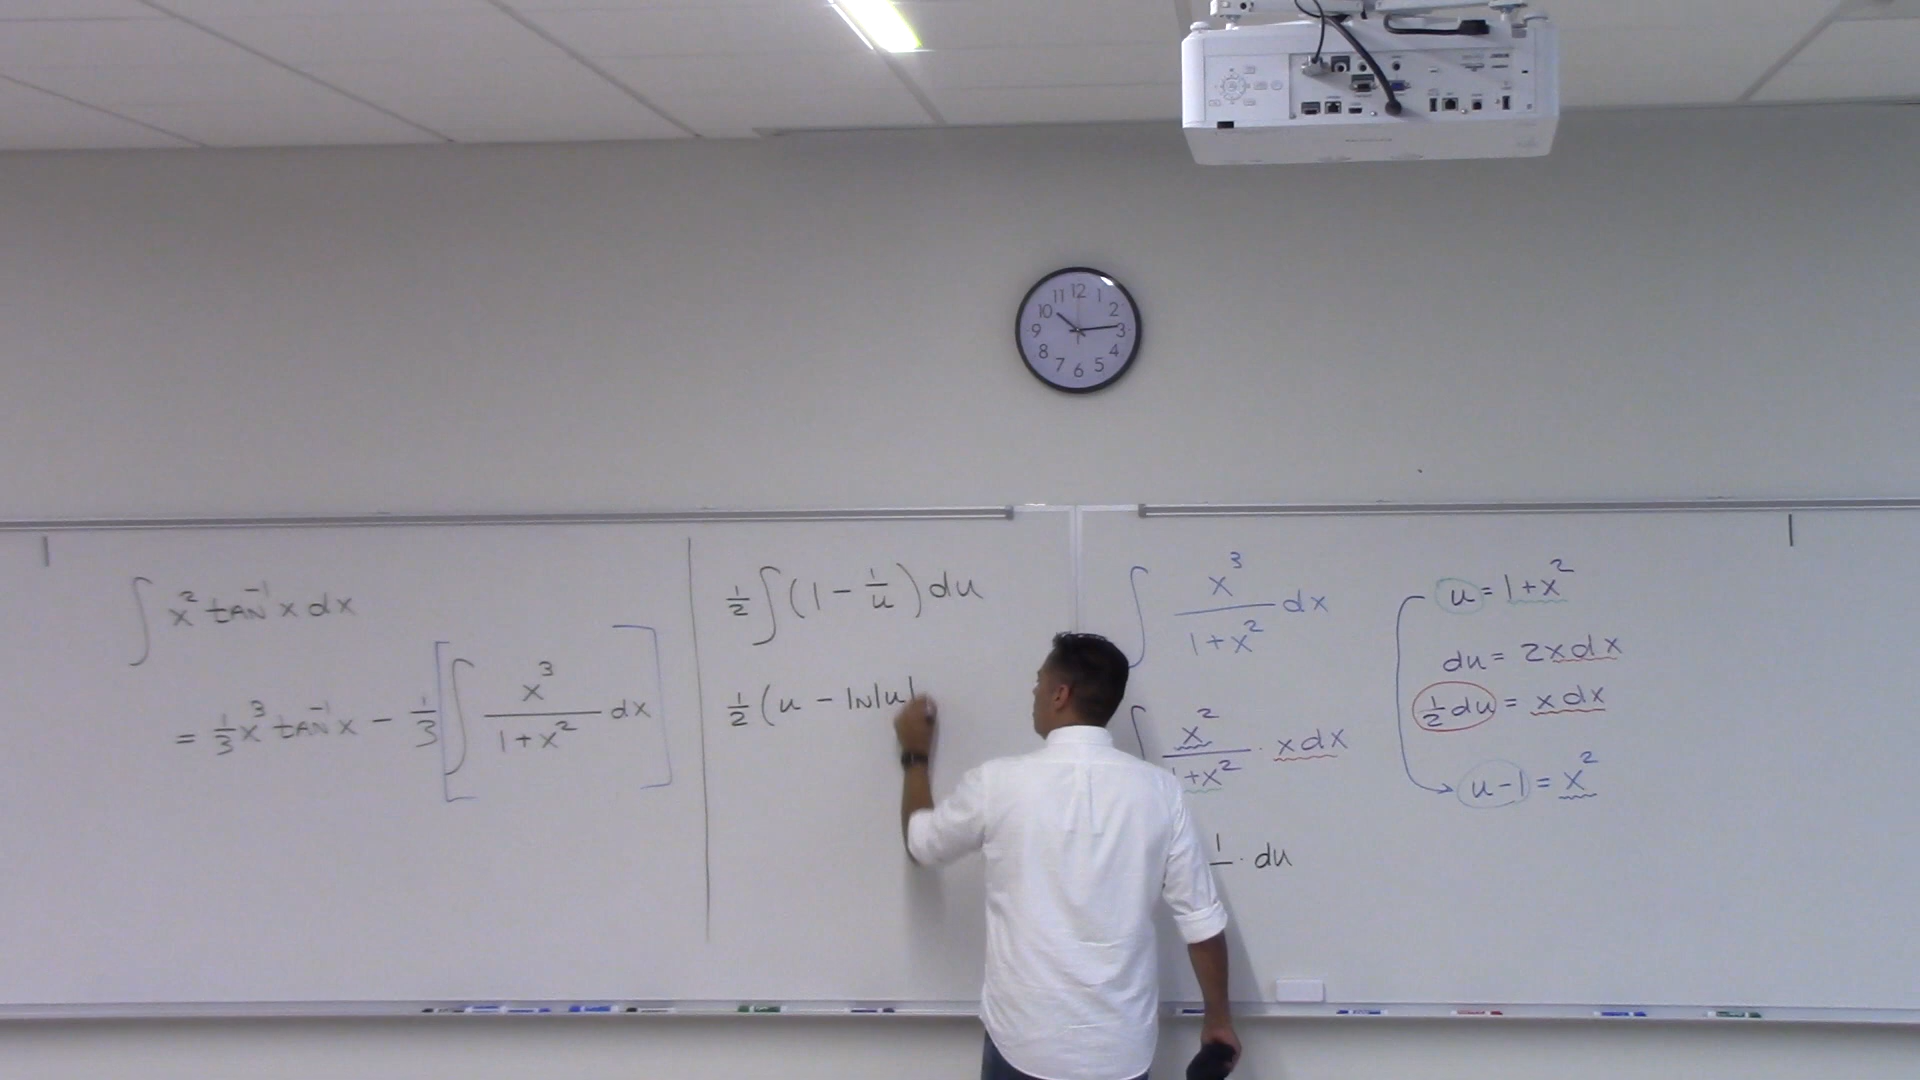 12
11 1
10 2
9 3
8 4
7 5
6
∫ x² tan⁻¹ x dx
= 1/3 x³ tan⁻¹ x − 1/3 [∫ x³/(1+x²) dx]
1/2 ∫ (1 − 1/u) du
1/2 (u − ln|u|
∫ x³/(1+x²) dx
∫ x²/(1+x²) · x dx
1 · du
u = 1+x²
du = 2x dx
1/2 du = x dx
u−1 = x²